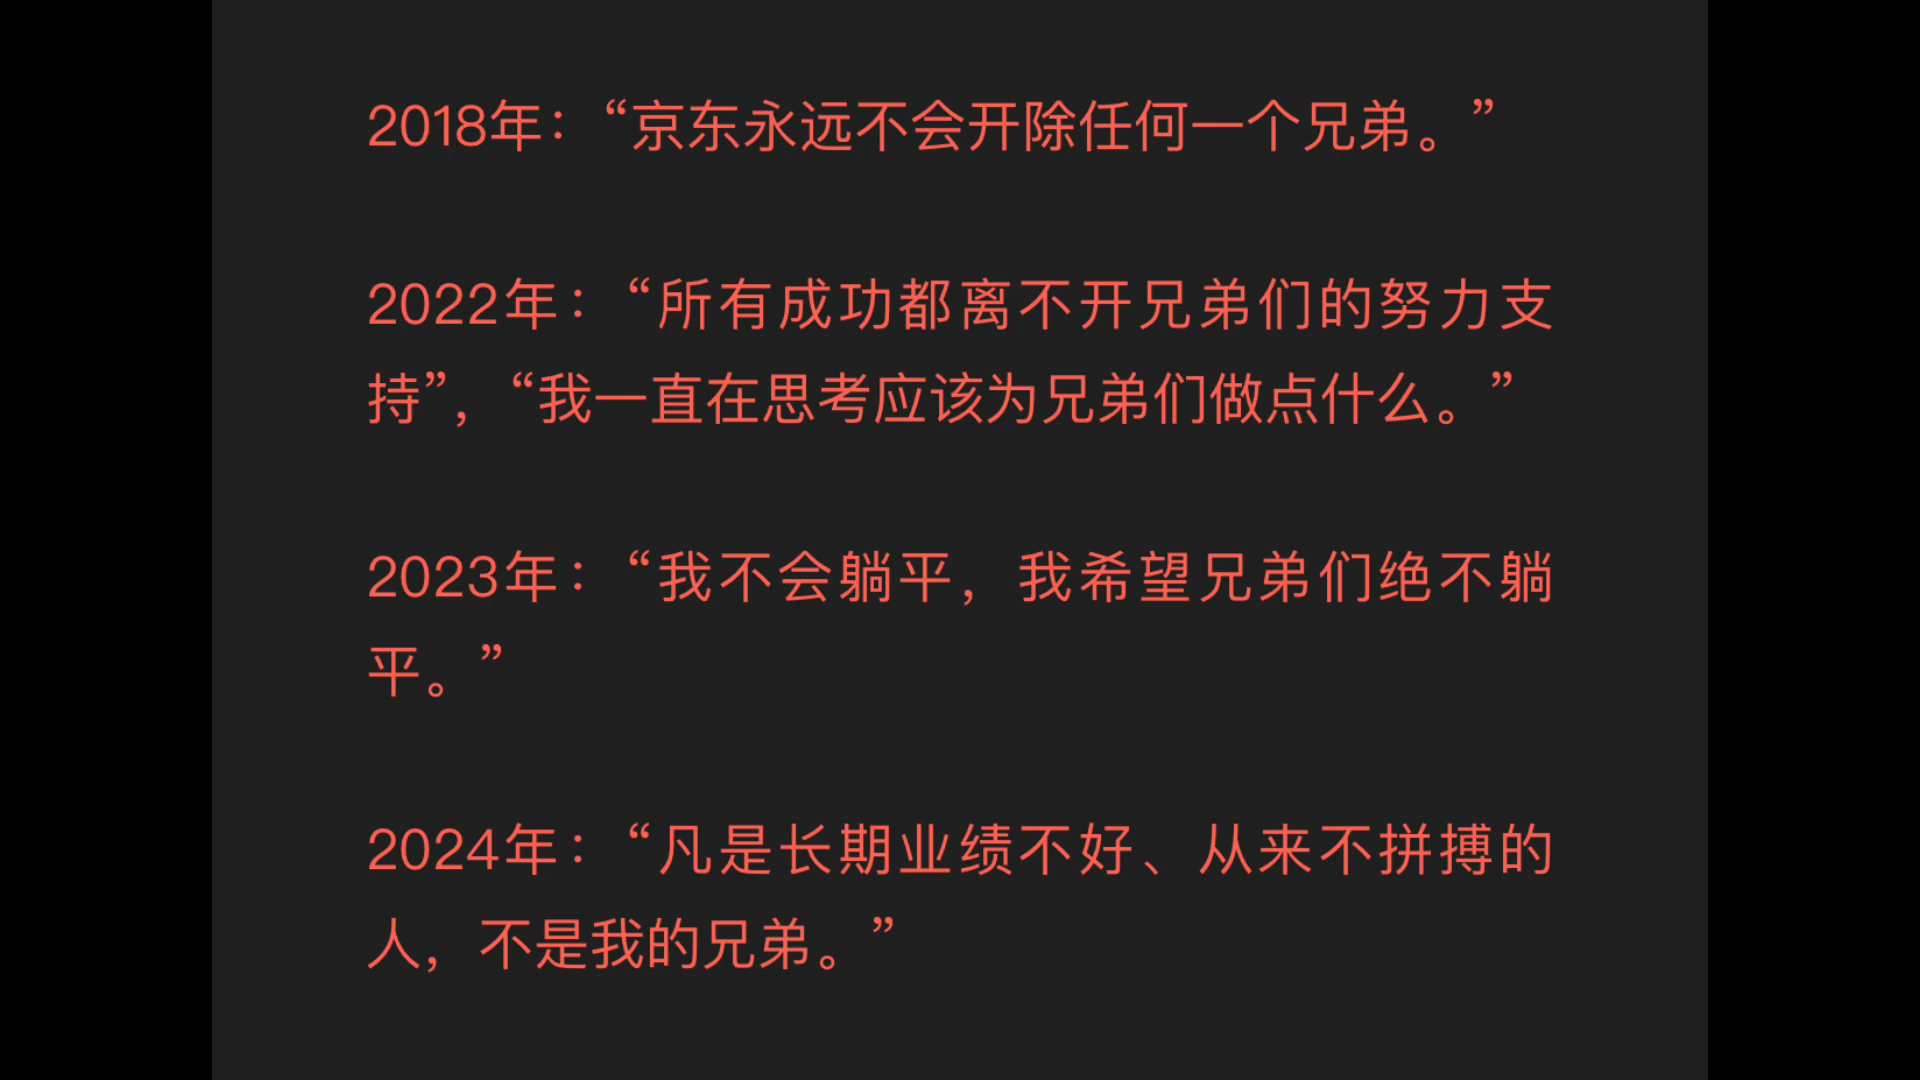 2018年：“京东永远不会开除任何一个兄弟。”
2022年：“所有成功都离不开兄弟们的努力支
持”，“我一直在思考应该为兄弟们做点什么。”
2023年：“我不会躺平，我希望兄弟们绝不躺
平。”
2024年：“凡是长期业绩不好、从来不拼搏的
人，不是我的兄弟。”